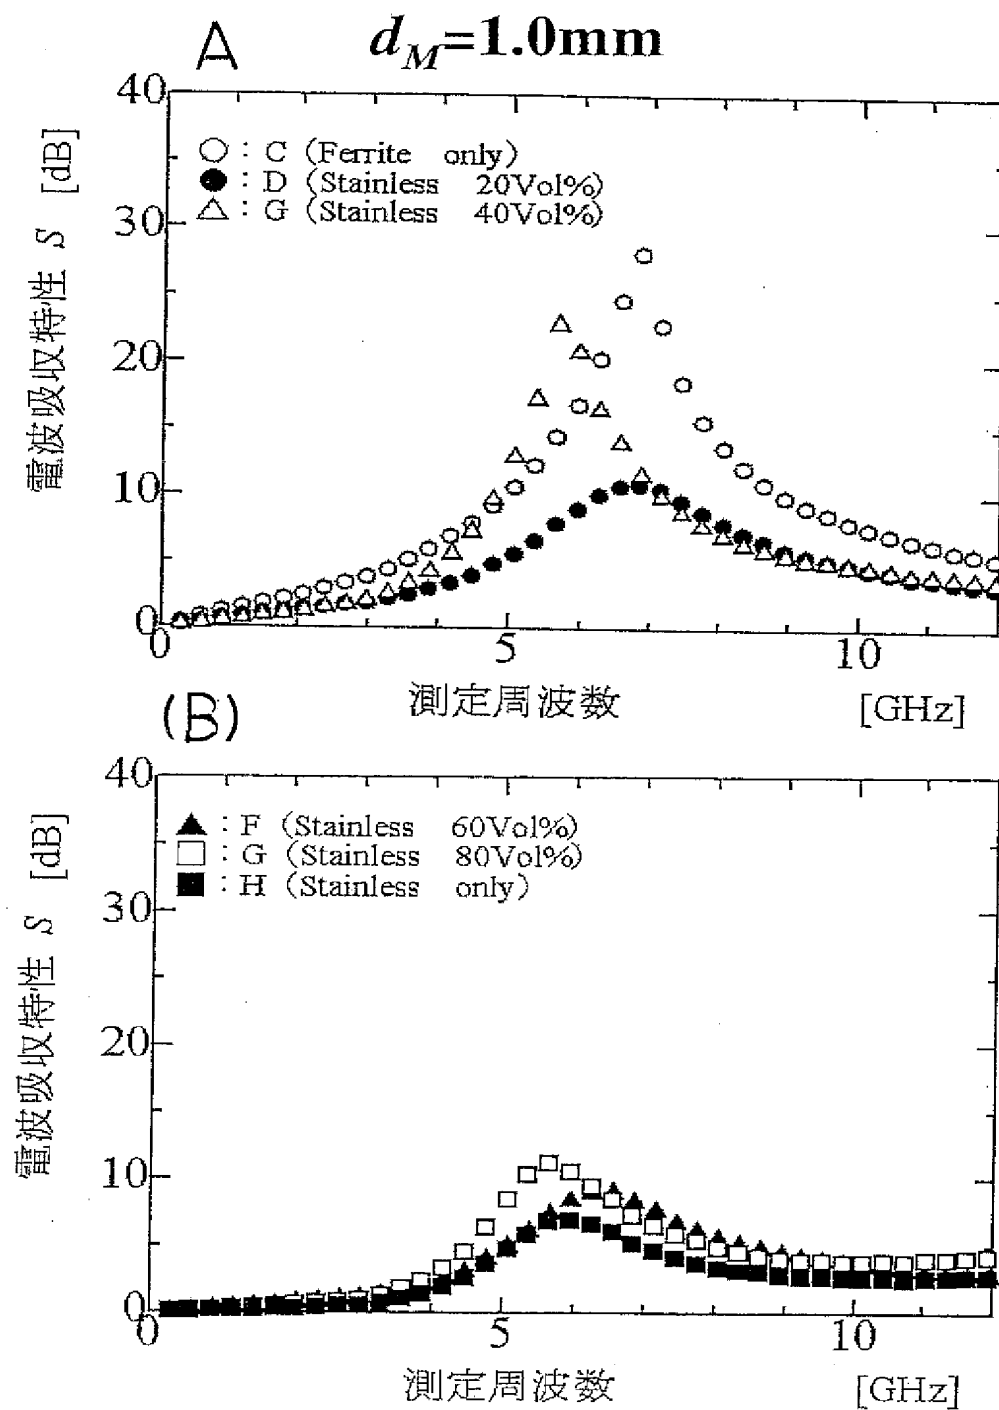 A d_M=1.0mm
40
30
20
10
0
電波吸収特性 S [dB]
○ : C (Ferrite only)
● : D (Stainless 20Vol%)
△ : G (Stainless 40Vol%)
0 5 10
測定周波数 [GHz]
(B)
40
30
20
10
0
電波吸収特性 S [dB]
▲ : F (Stainless 60Vol%)
□ : G (Stainless 80Vol%)
■ : H (Stainless only)
0 5 10
測定周波数 [GHz]